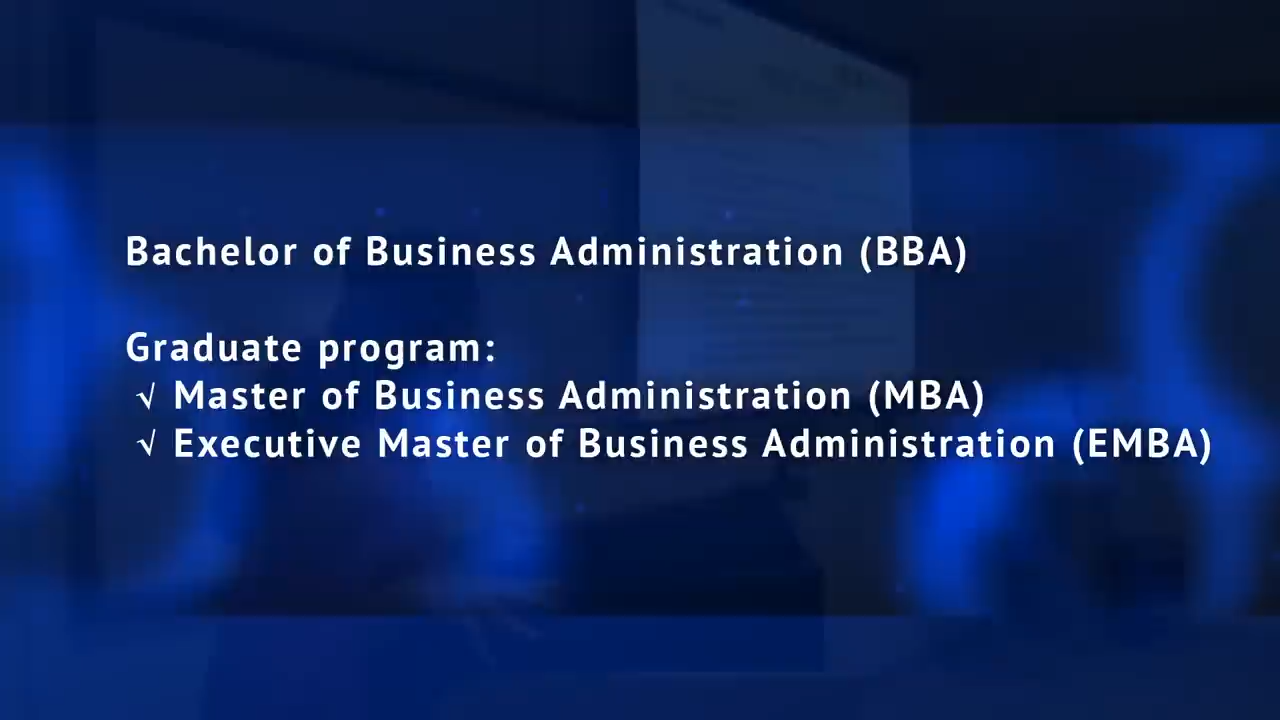 Bachelor of Business Administration (BBA)
Graduate program:
√ Master of Business Administration (MBA)
√ Executive Master of Business Administration (EMBA)